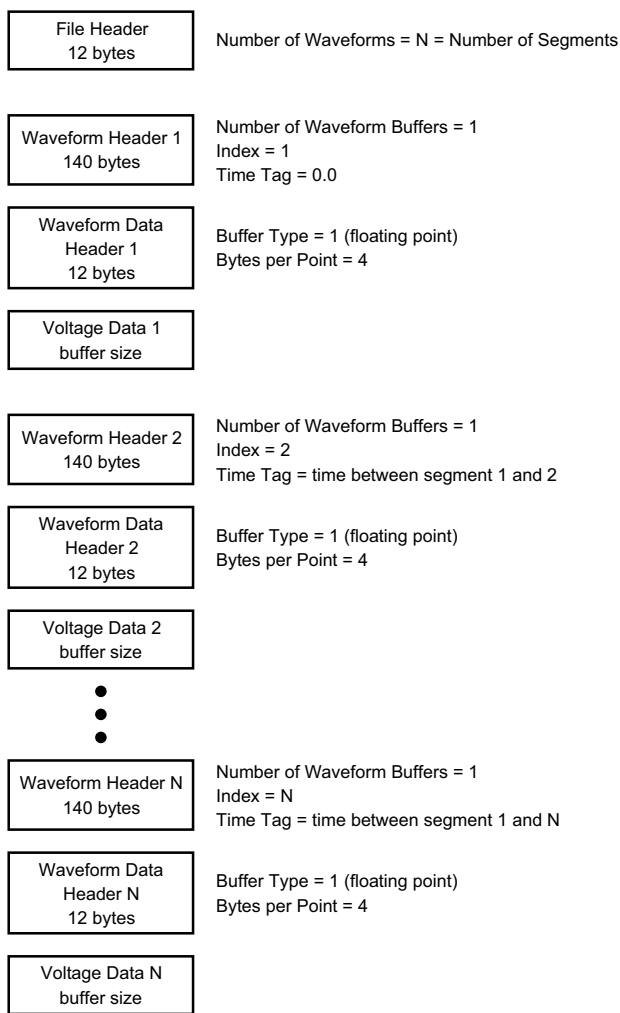 File Header
12 bytes
Number of Waveforms = N = Number of Segments
Waveform Header 1
140 bytes
Number of Waveform Buffers = 1
Index = 1
Time Tag = 0.0
Waveform Data
Header 1
12 bytes
Buffer Type = 1 (floating point)
Bytes per Point = 4
Voltage Data 1
buffer size
Waveform Header 2
140 bytes
Number of Waveform Buffers = 1
Index = 2
Time Tag = time between segment 1 and 2
Waveform Data
Header 2
12 bytes
Buffer Type = 1 (floating point)
Bytes per Point = 4
Voltage Data 2
buffer size
Waveform Header N
140 bytes
Number of Waveform Buffers = 1
Index = N
Time Tag = time between segment 1 and N
Waveform Data
Header N
12 bytes
Buffer Type = 1 (floating point)
Bytes per Point = 4
Voltage Data N
buffer size